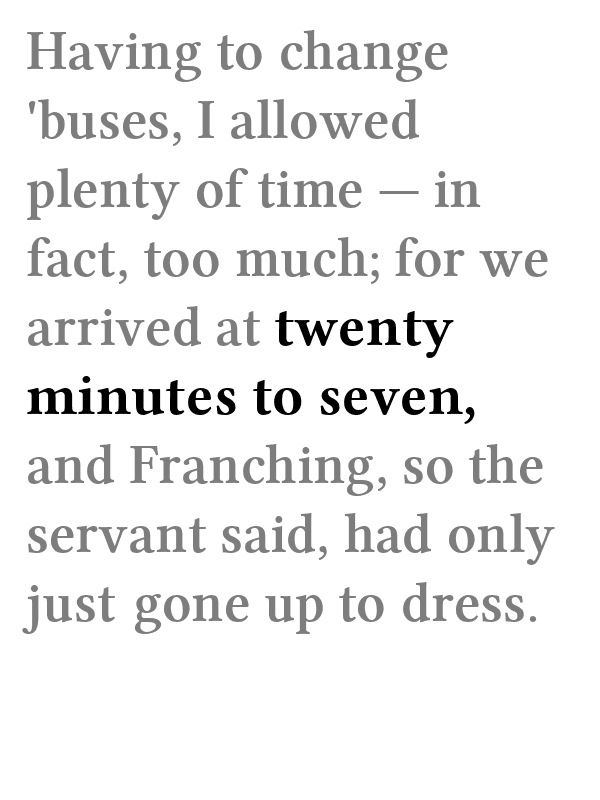 Having to change
'buses, I allowed
plenty of time — in
fact, too much; for we
arrived at twenty
minutes to seven,
and Franching, so the
servant said, had only
just gone up to dress.